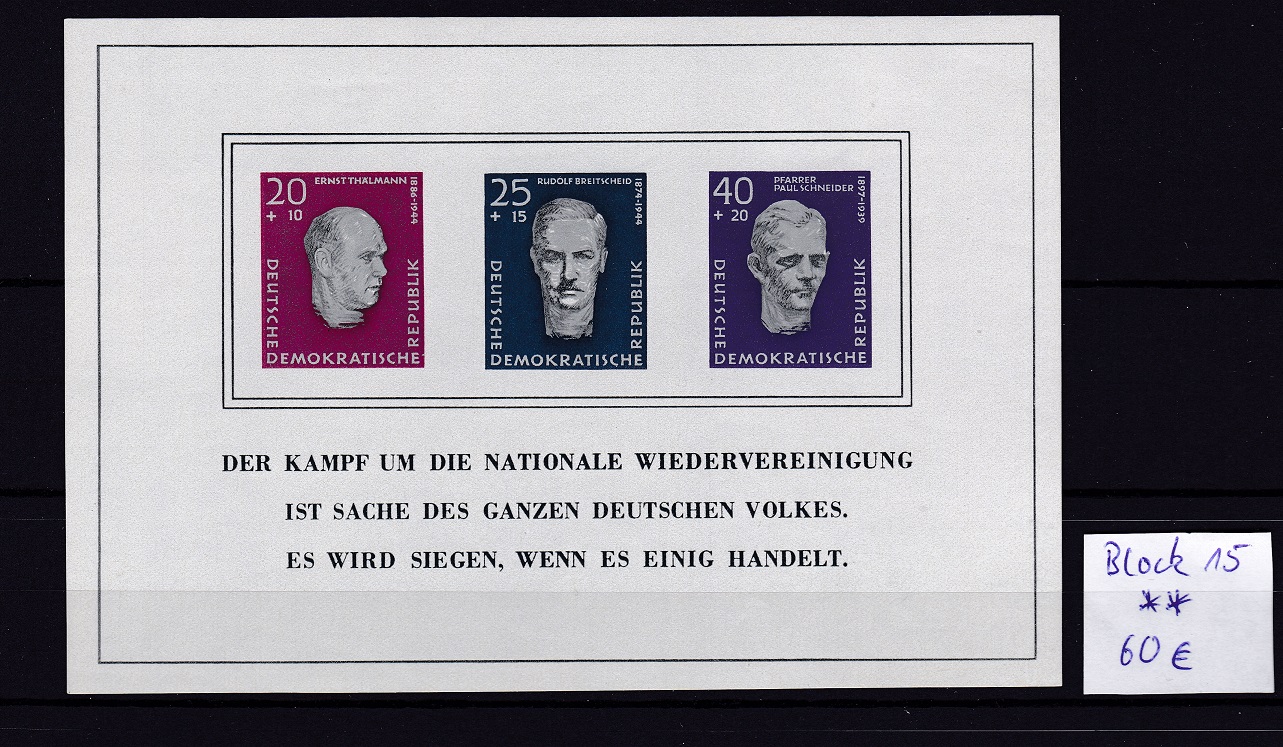 20
ERNST THÄLMANN
1886-1944
+ 10
DEUTSCHE
DEMOKRATISCHE
REPUBLIK
25
RUDOLF BREITSCHEID
1874-1944
+ 15
DEUTSCHE
DEMOKRATISCHE
REPUBLIK
40
PFARRER
PAUL SCHNEIDER
1897-1939
+ 20
DEUTSCHE
DEMOKRATISCHE
REPUBLIK
DER KAMPF UM DIE NATIONALE WIEDERVEREINIGUNG
IST SACHE DES GANZEN DEUTSCHEN VOLKES.
ES WIRD SIEGEN, WENN ES EINIG HANDELT.
Block 15
**
60 €